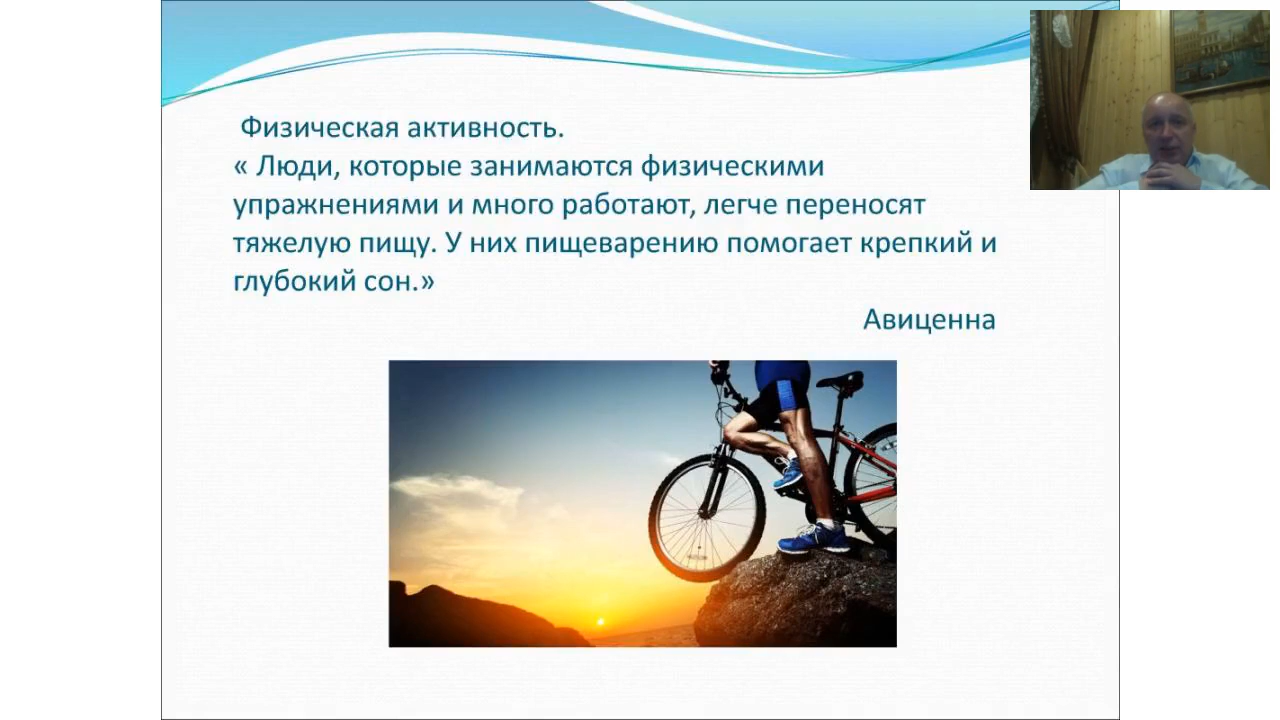 Физическая активность.
« Люди, которые занимаются физическими
упражнениями и много работают, легче переносят
тяжелую пищу. У них пищеварению помогает крепкий и
глубокий сон.»
Авиценна